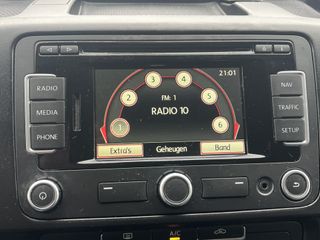 21:01
3 4
FM: 1
2 5
RADIO 10
1 6
Extra's Geheugen Band
RADIO
MEDIA
PHONE
NAV
TRAFFIC
SETUP
A/C